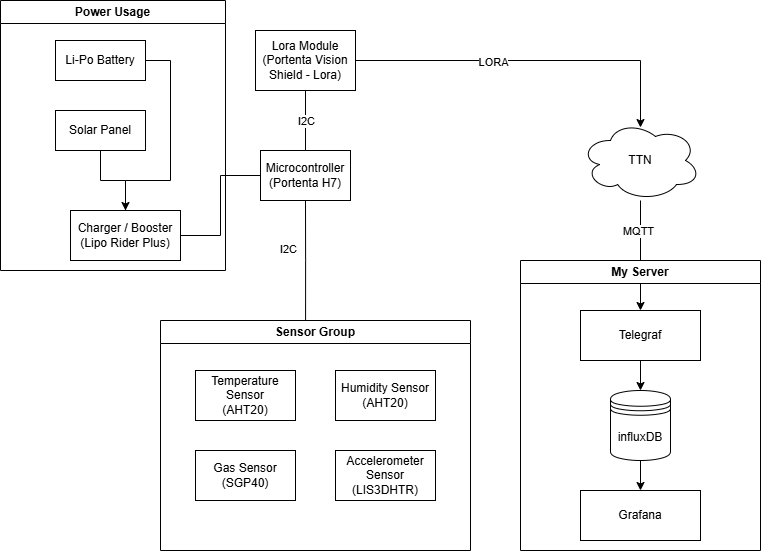 Power Usage
Li-Po Battery
Solar Panel
Charger / Booster
(Lipo Rider Plus)
Lora Module
(Portenta Vision
Shield - Lora)
LORA
I2C
Microcontroller
(Portenta H7)
I2C
TTN
MQTT
My Server
Telegraf
influxDB
Grafana
Sensor Group
Temperature
Sensor
(AHT20)
Humidity Sensor
(AHT20)
Gas Sensor
(SGP40)
Accelerometer
Sensor
(LIS3DHTR)